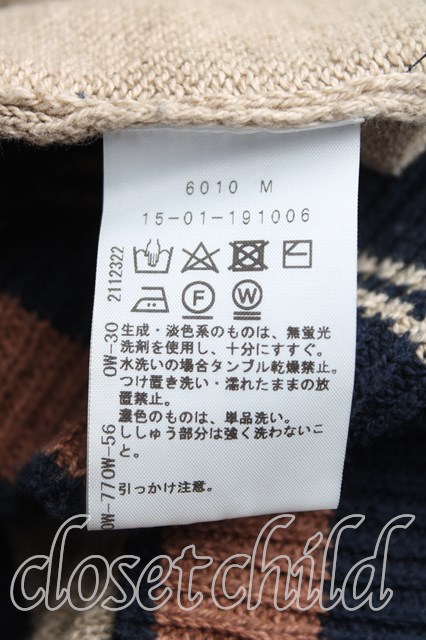 6010 M
15-01-191006
F W
生成・淡色系のものは、無蛍光
洗剤を使用し、十分にすすぐ。
水洗いの場合タンブル乾燥禁止。
つけ置き洗い・濡れたままの放
置禁止。
濃色のものは、単品洗い。
ししゅう部分は強く洗わないこ
と。
引っかけ注意。
0W-770W-56 0W-30 2112322
closet child